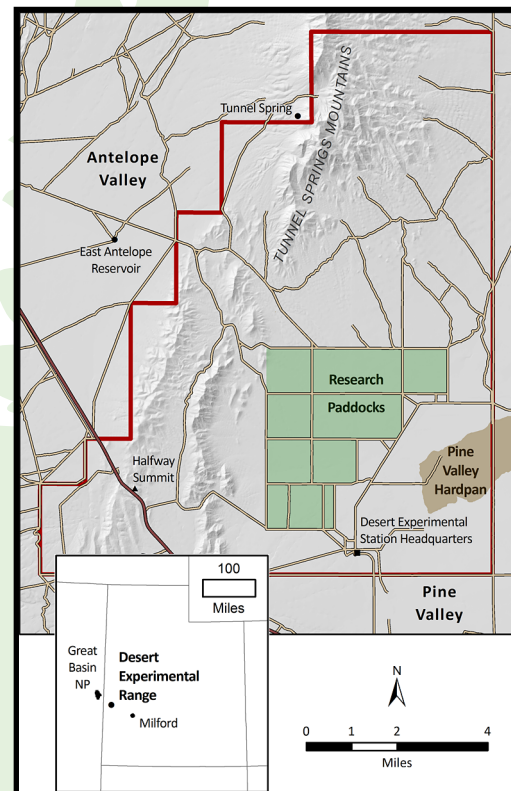 Tunnel Spring
TUNNEL SPRINGS MOUNTAINS
Antelope
Valley
East Antelope
Reservoir
Research
Paddocks
Pine
Valley
Hardpan
Halfway
Summit
Desert Experimental
Station Headquarters
Pine
Valley
100
Miles
Great
Basin
NP
Desert
Experimental
Range
Milford
N
0 1 2 4
Miles